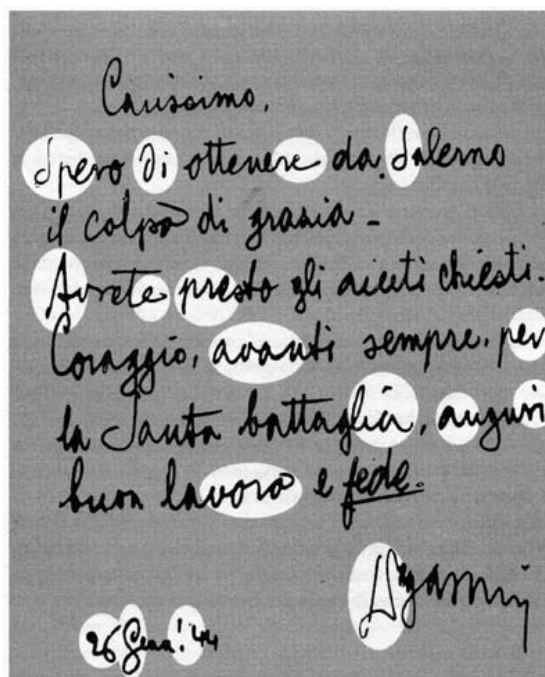 Carissimo,
Spero di ottenere da Salerno
il colpo di grazia -
Avrete presto gli aiuti chiesti.
Coraggio, avanti sempre, per
la Santa battaglia, auguri
buon lavoro e fede.
26 Genn! '44